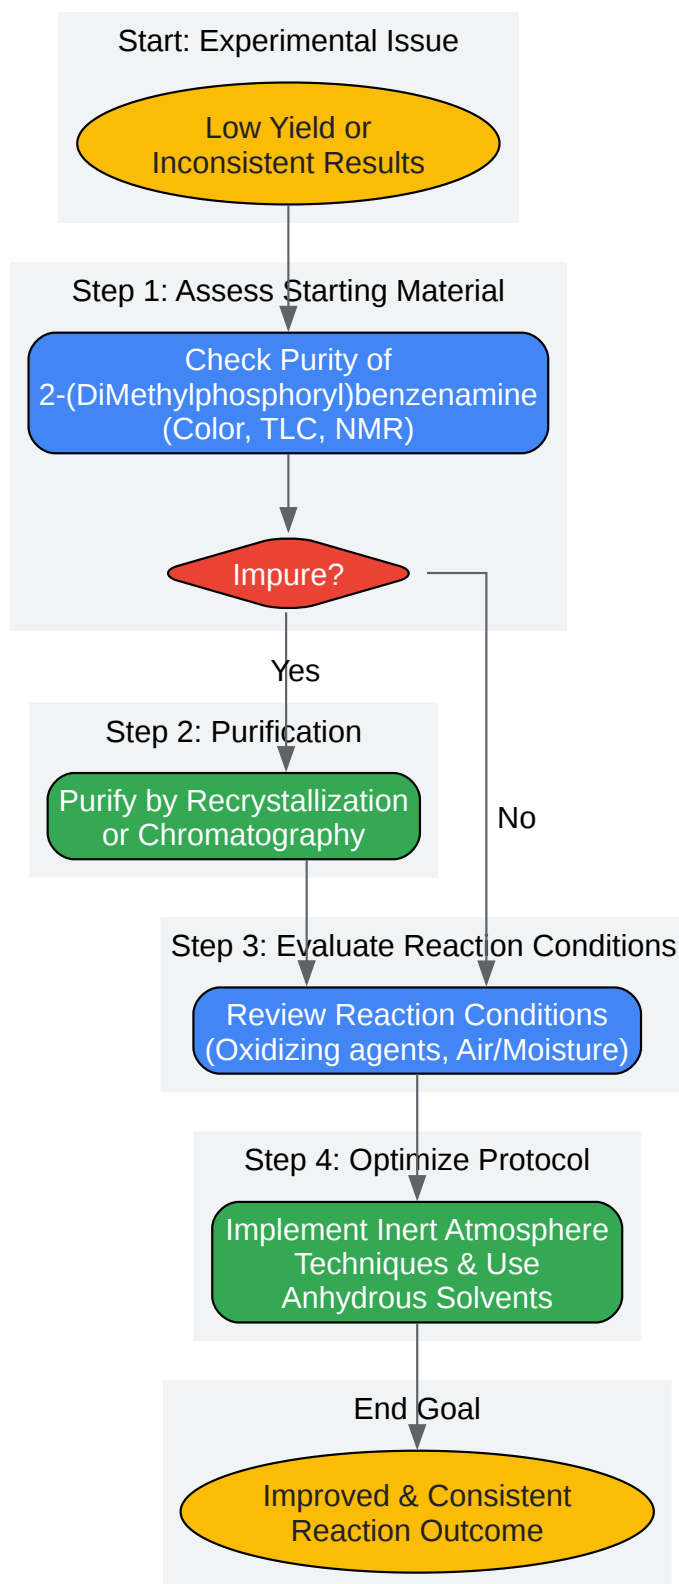 Start: Experimental Issue
Low Yield or
Inconsistent Results
Step 1: Assess Starting Material
Check Purity of
2-(DiMethylphosphoryl)benzenamine
(Color, TLC, NMR)
Impure?
Yes
Step 2: Purification
Purify by Recrystallization
or Chromatography
No
Step 3: Evaluate Reaction Conditions
Review Reaction Conditions
(Oxidizing agents, Air/Moisture)
Step 4: Optimize Protocol
Implement Inert Atmosphere
Techniques & Use
Anhydrous Solvents
End Goal
Improved & Consistent
Reaction Outcome